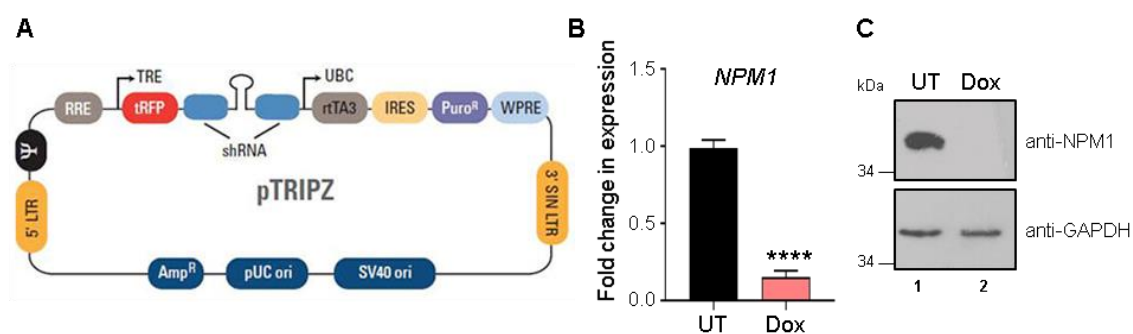 A
TRE
UBC
RRE
tRFP
rtTA3
IRES
Puroᴿ
WPRE
shRNA
Ψ
pTRIPZ
5' LTR
3' SIN LTR
Ampᴿ
pUC ori
SV40 ori
B
Fold change in expression
NPM1
1.5
1.0
0.5
0.0
****
UT
Dox
C
kDa
UT
Dox
anti-NPM1
34
anti-GAPDH
34
1
2